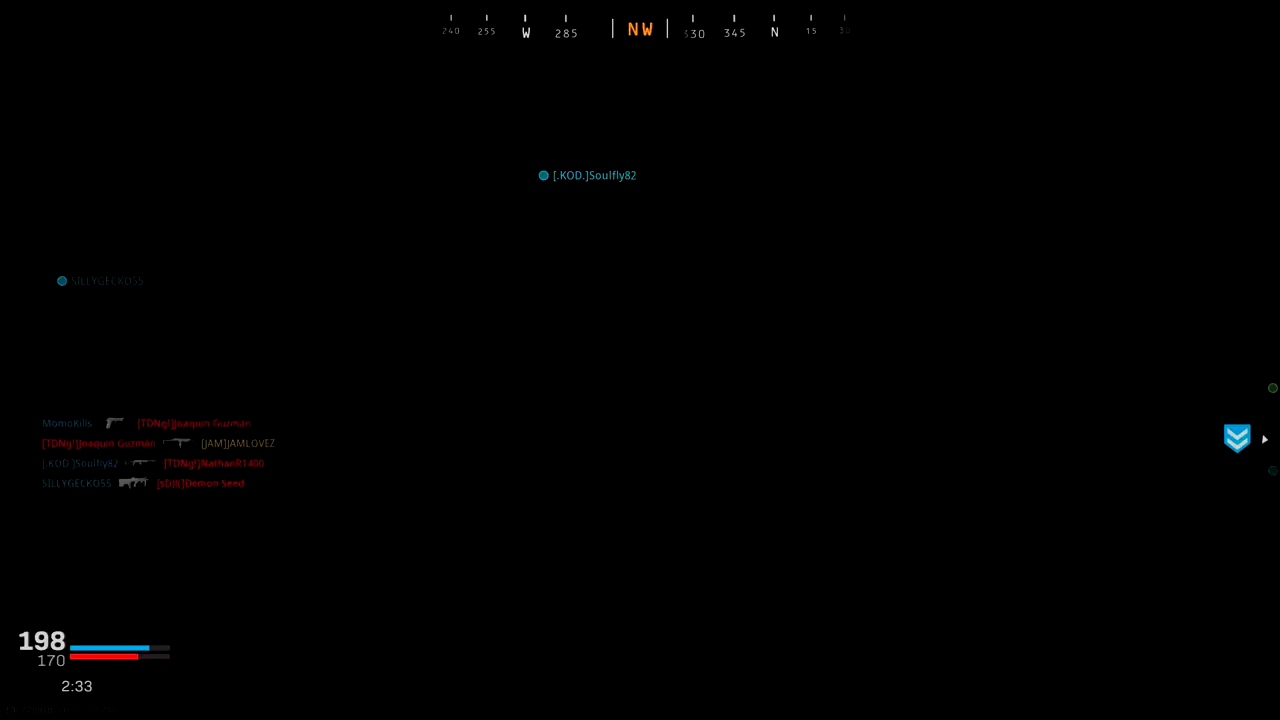 240 255 W 285 NW 330 345 N 15 30
[.KOD.]Soulfly82
SILLYGECKO55
MomoKills [TDNg!]Joaquin Guzman
[TDNg!]Joaquin Guzman [JAM]JAMLOVEZ
[.KOD.]Soulfly82 [TDNg!]NathanR1400
SILLYGECKO55 Demon Seed
198
170
2:33